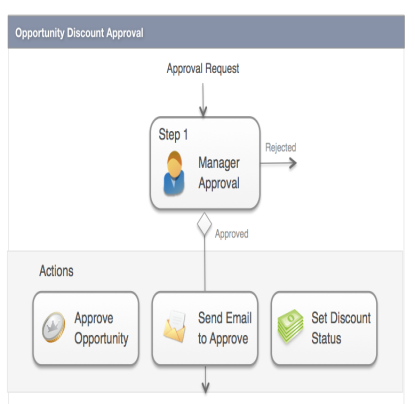 Opportunity Discount Approval
Approval Request
Step 1
Manager
Approval
Rejected
Approved
Actions
Approve
Opportunity
Send Email
to Approve
Set Discount
Status